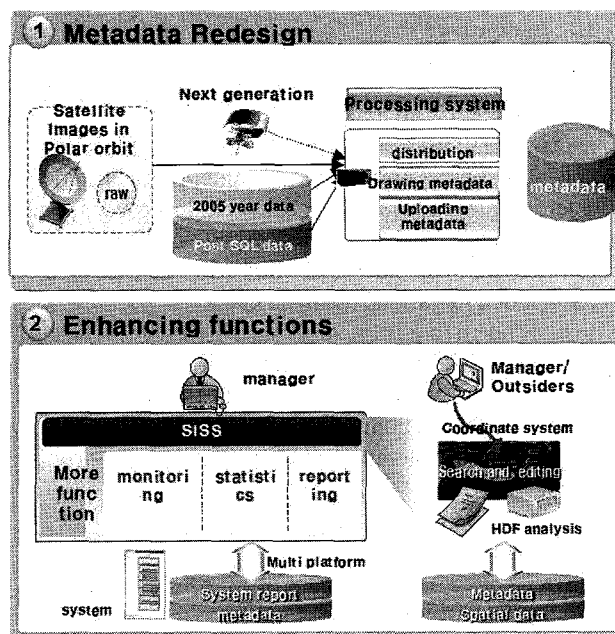 1 Metadata Redesign
Satellite
Images in
Polar orbit
raw
Next generation
2005 year data
Post SQL data
Processing system
distribution
Drawing metadata
Uploading
metadata
metadata
2 Enhancing functions
manager
SISS
More
func
tion
monitori
ng
statisti
cs
report
ing
Multi platform
system
System report
metadata
Manager/
Outsiders
Coordinate system
Search and editing
HDF analysis
Metadata
Spatial data